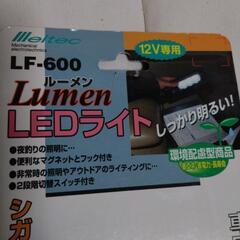 Meltec
Mechanical
electrotechnics
12V専用
LF-600
ルーメン
Lumen
LEDライト
しっかり明るい!
●夜釣りの照明に…
●便利なマグネットとフック付き
●非常時の照明やアウトドアのライティングに…
●2段階切替スイッチ付き
環境配慮型商品
シガ